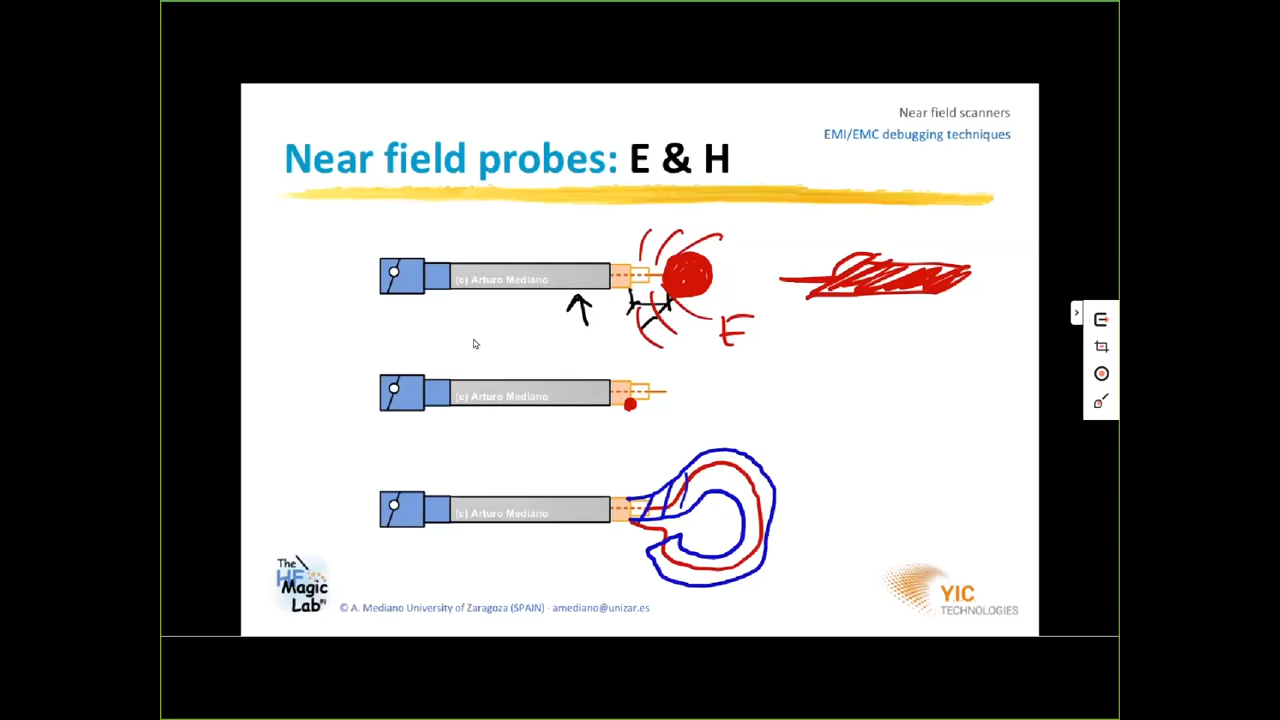 Near field scanners
EMI/EMC debugging techniques
Near field probes: E & H
(c) Arturo Mediano
E
(c) Arturo Mediano
(c) Arturo Mediano
The
HF
Magic
Lab®
© A. Mediano University of Zaragoza (SPAIN) - amediano@unizar.es
Y.I.C.
TECHNOLOGIES